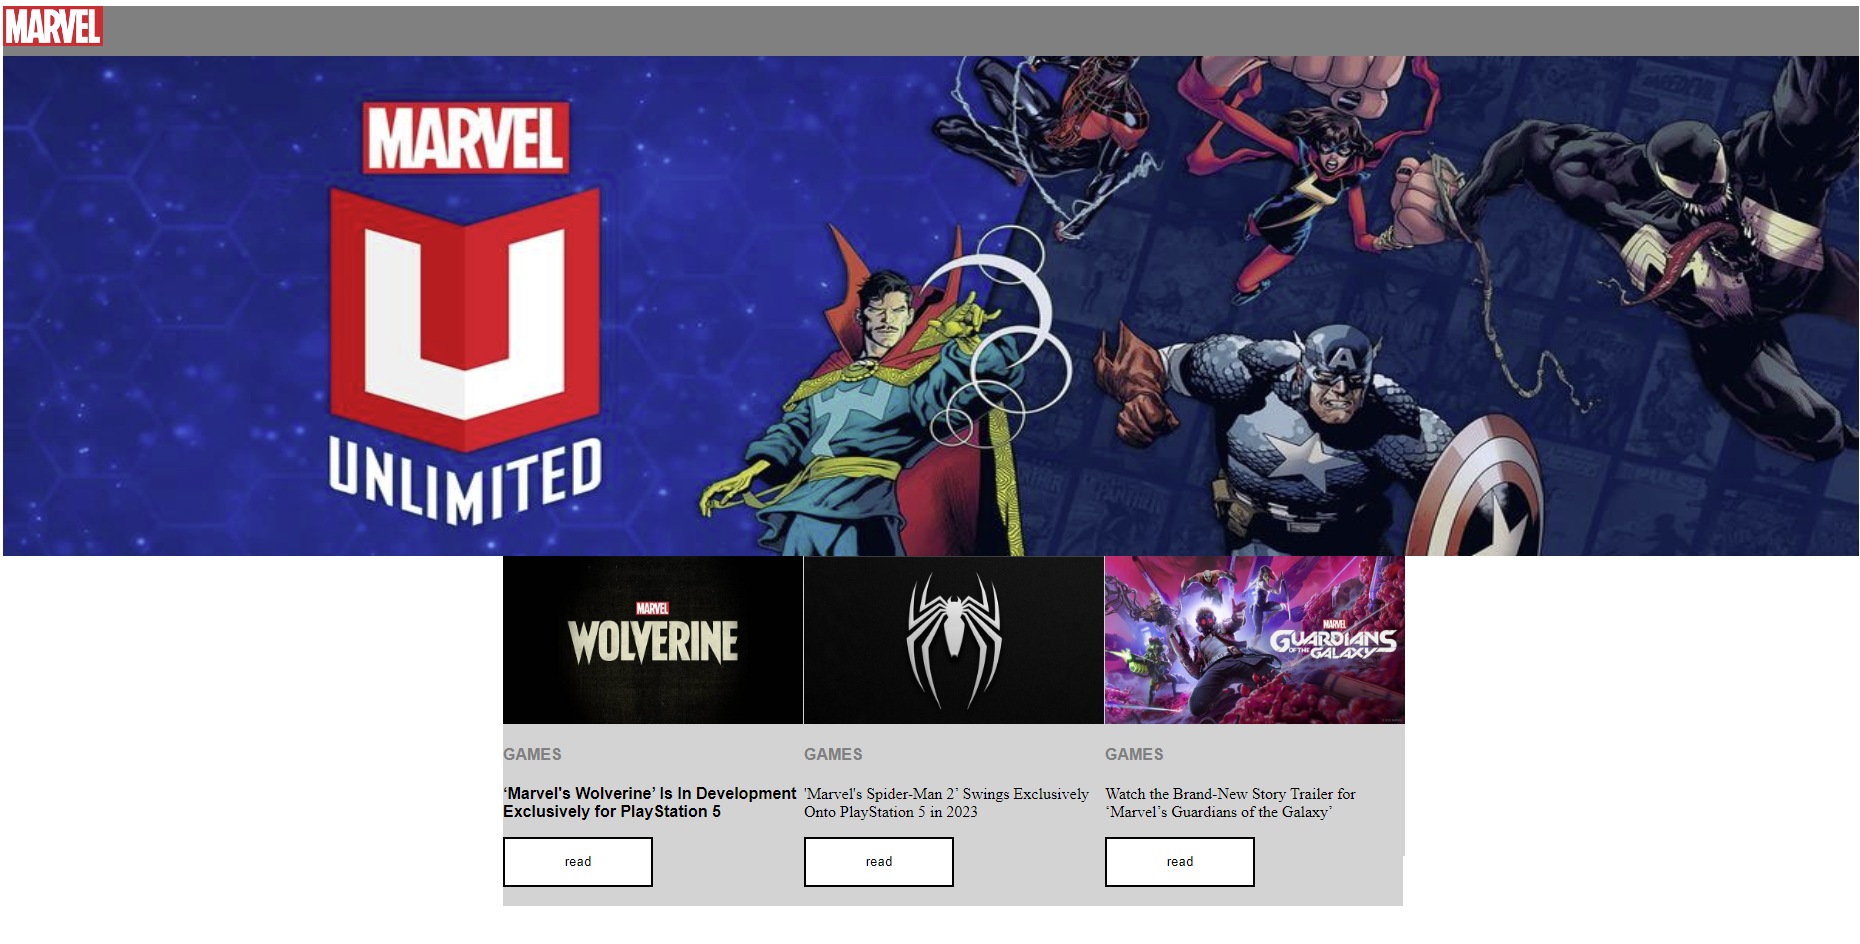 MARVEL
MARVEL
U
UNLIMITED
MARVEL
WOLVERINE
MARVEL
GUARDIANS
OF THE GALAXY
GAMES
GAMES
GAMES
‘Marvel's Wolverine’ Is In Development
Exclusively for PlayStation 5
'Marvel's Spider-Man 2’ Swings Exclusively
Onto PlayStation 5 in 2023
Watch the Brand-New Story Trailer for
‘Marvel’s Guardians of the Galaxy’
read
read
read